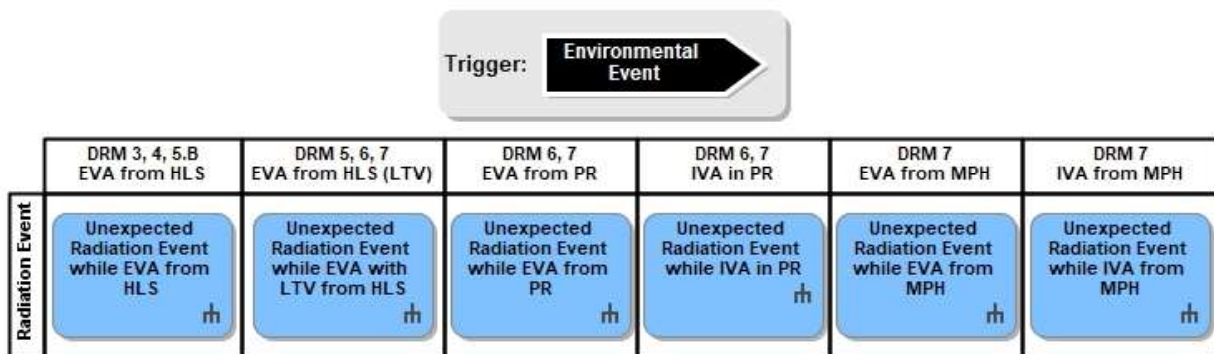 Trigger:
Environmental
Event
DRM 3, 4, 5.B
EVA from HLS
DRM 5, 6, 7
EVA from HLS (LTV)
DRM 6, 7
EVA from PR
DRM 6, 7
IVA in PR
DRM 7
EVA from MPH
DRM 7
IVA from MPH
Radiation Event
Unexpected
Radiation Event
while EVA from
HLS
Unexpected
Radiation Event
while EVA with
LTV from HLS
Unexpected
Radiation Event
while EVA from
PR
Unexpected
Radiation Event
while IVA in PR
Unexpected
Radiation Event
while EVA from
MPH
Unexpected
Radiation Event
while IVA from
MPH